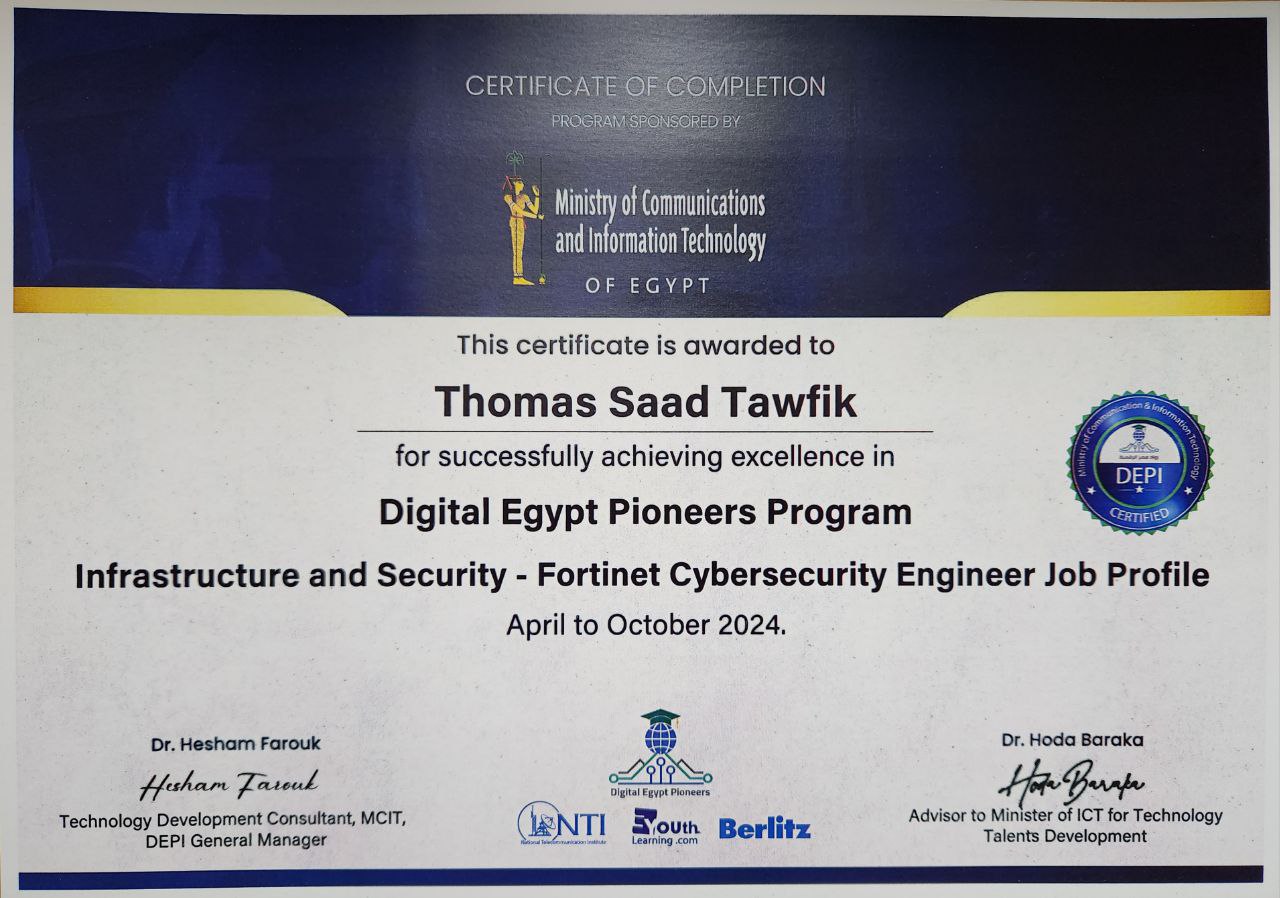 CERTIFICATE OF COMPLETION
PROGRAM SPONSORED BY
Ministry of Communications
and Information Technology
OF EGYPT
This certificate is awarded to
Thomas Saad Tawfik
for successfully achieving excellence in
Digital Egypt Pioneers Program
Infrastructure and Security - Fortinet Cybersecurity Engineer Job Profile
April to October 2024.
Ministry of Communication & Information Technology
DEPI
CERTIFIED
Dr. Hesham Farouk
Hesham Farouk
Technology Development Consultant, MCIT,
DEPI General Manager
Digital Egypt Pioneers
NTI
National Telecommunication Institute
Youth
Learning .com
Berlitz
Dr. Hoda Baraka
Hoda Baraka
Advisor to Minister of ICT for Technology
Talents Development